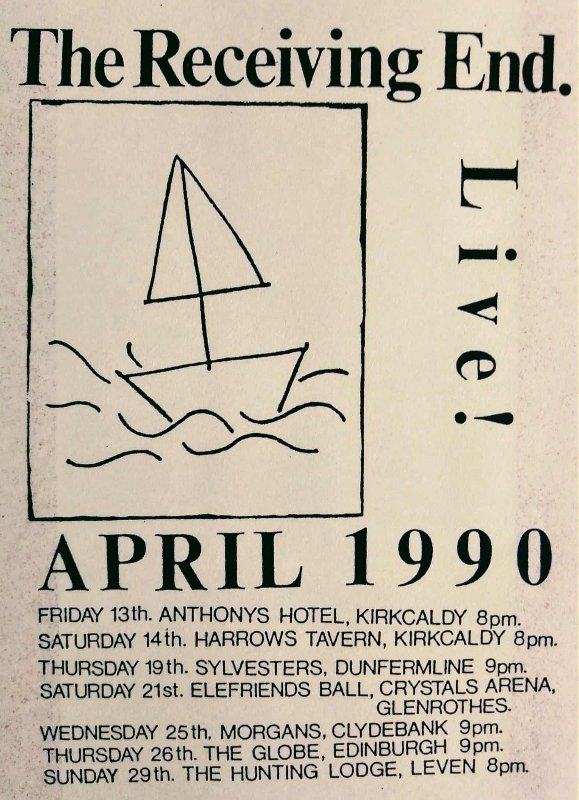 The Receiving End.
Live!
APRIL 1990
FRIDAY 13th. ANTHONYS HOTEL, KIRKCALDY 8pm.
SATURDAY 14th. HARROWS TAVERN, KIRKCALDY 8pm.
THURSDAY 19th. SYLVESTERS, DUNFERMLINE 9pm.
SATURDAY 21st. ELEFRIENDS BALL, CRYSTALS ARENA,
GLENROTHES.
WEDNESDAY 25th. MORGANS, CLYDEBANK 9pm.
THURSDAY 26th. THE GLOBE, EDINBURGH 9pm.
SUNDAY 29th. THE HUNTING LODGE, LEVEN 8pm.